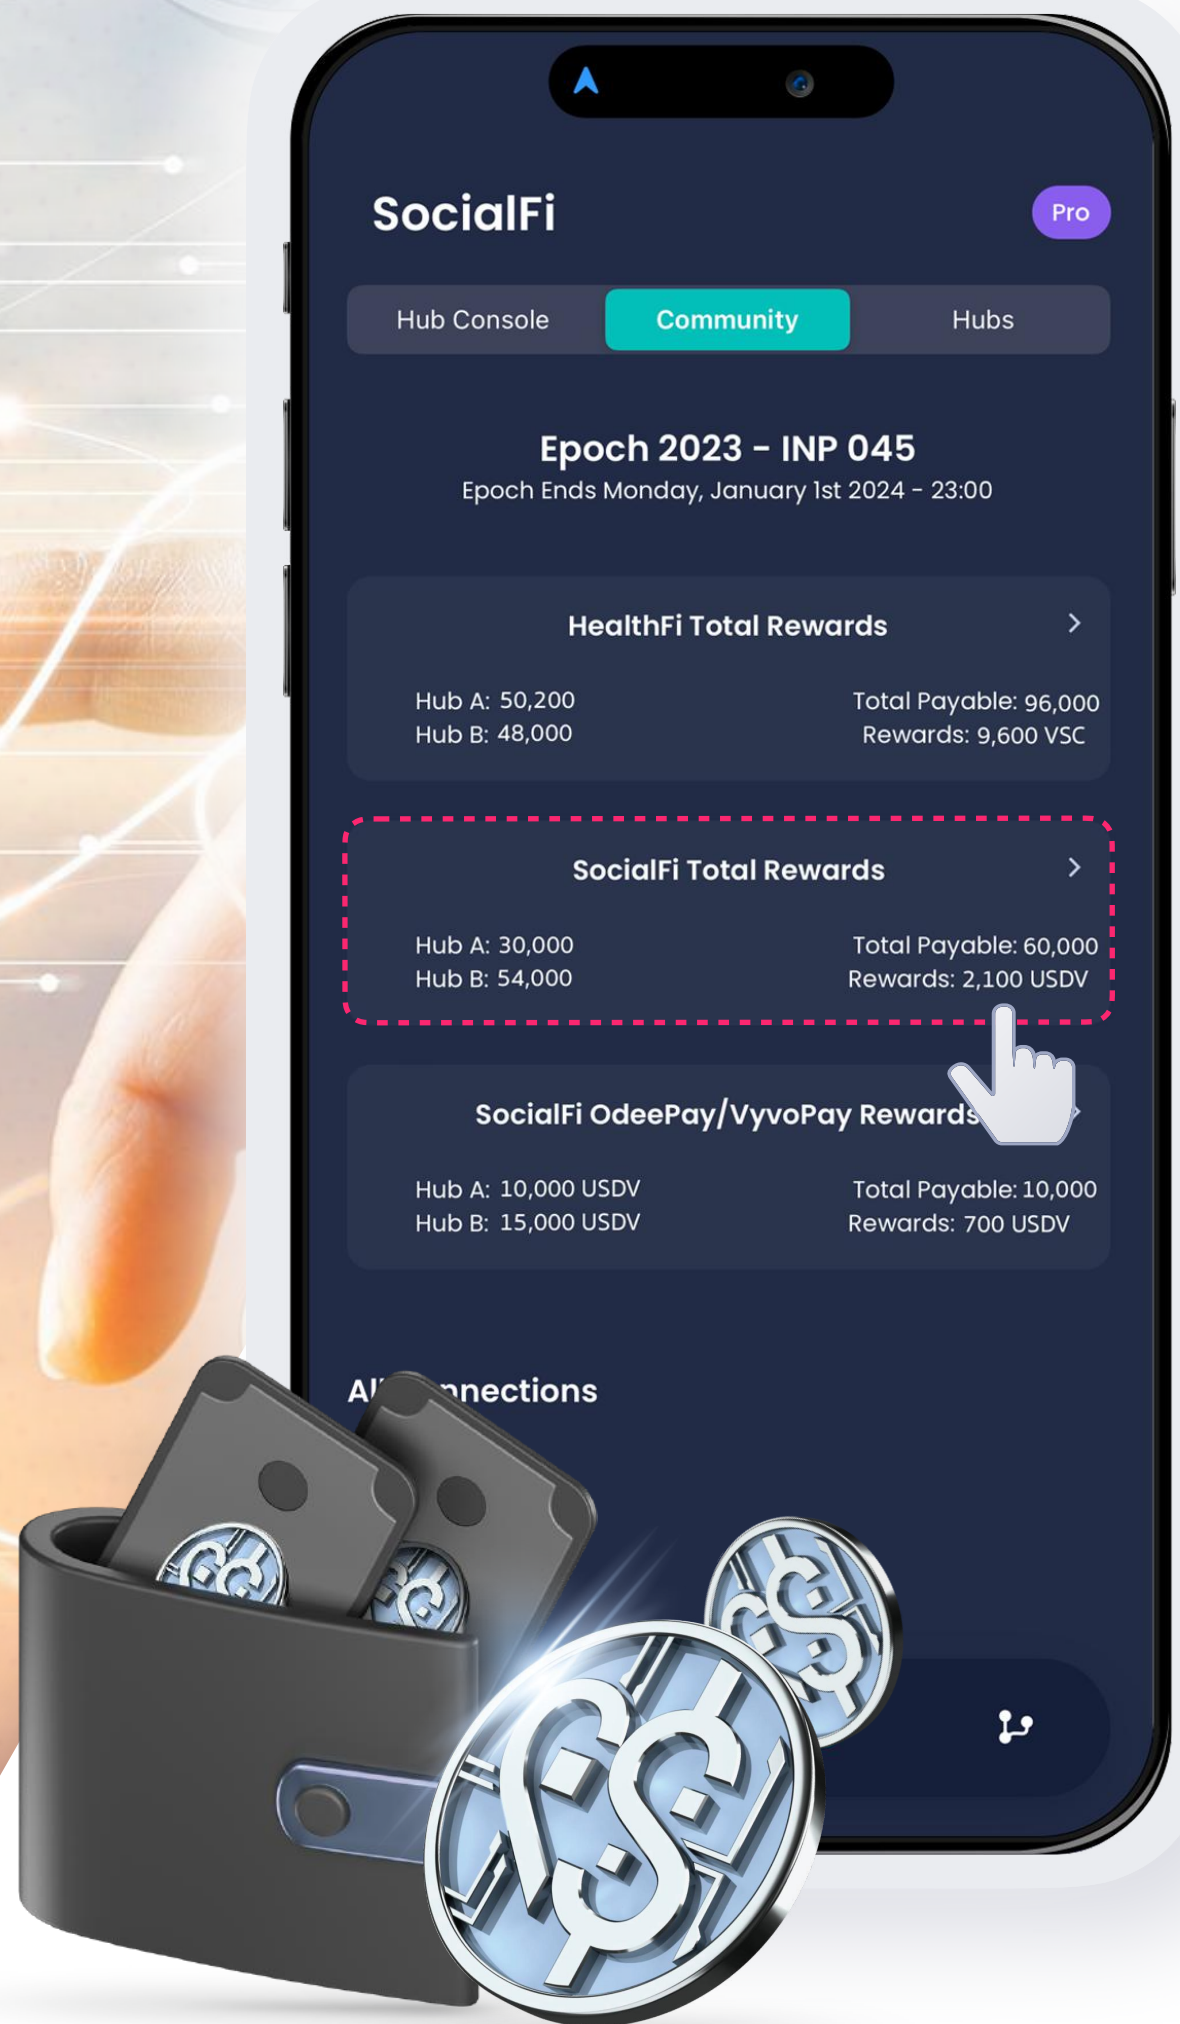 SocialFi
Pro
Hub Console
Community
Hubs
Epoch 2023 - INP 045
Epoch Ends Monday, January 1st 2024 - 23:00
HealthFi Total Rewards
Hub A: 50,200
Total Payable: 96,000
Hub B: 48,000
Rewards: 9,600 VSC
SocialFi Total Rewards
Hub A: 30,000
Total Payable: 60,000
Hub B: 54,000
Rewards: 2,100 USDV
SocialFi OdeePay/VyvoPay Rewards
Hub A: 10,000 USDV
Total Payable: 10,000
Hub B: 15,000 USDV
Rewards: 700 USDV